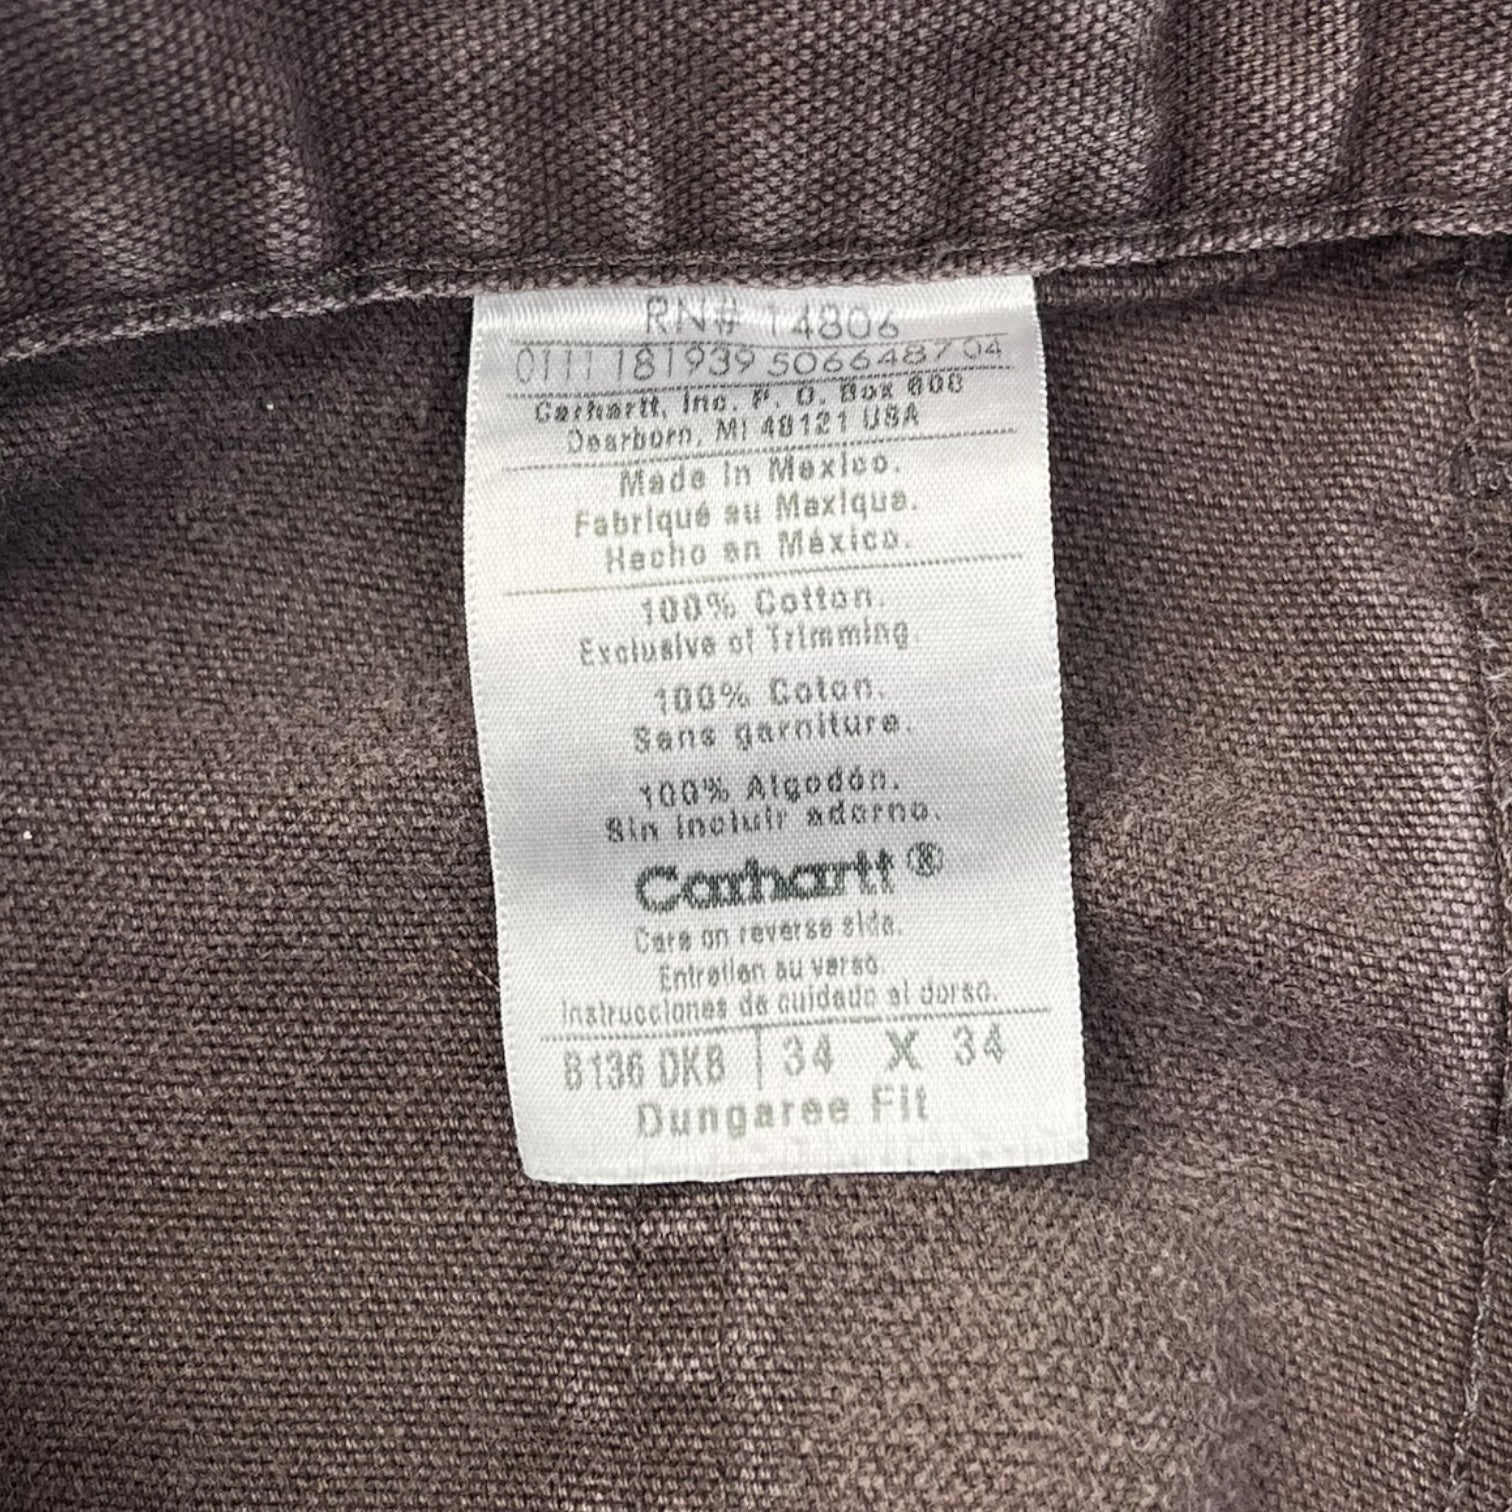 RN# 14806
0111 181939 506648704
Carhartt, Inc. P. O. Box 600
Dearborn, MI 48121 USA
Made in Mexico.
Fabriqué au Mexique.
Hecho en México.
100% Cotton.
Exclusive of Trimming.
100% Coton.
Sans garniture.
100% Algodón.
Sin incluir adorno.
Carhartt®
Care on reverse side.
Entretien au verso.
Instrucciones de cuidado al dorso.
B136 DKB 34 X 34
Dungaree Fit